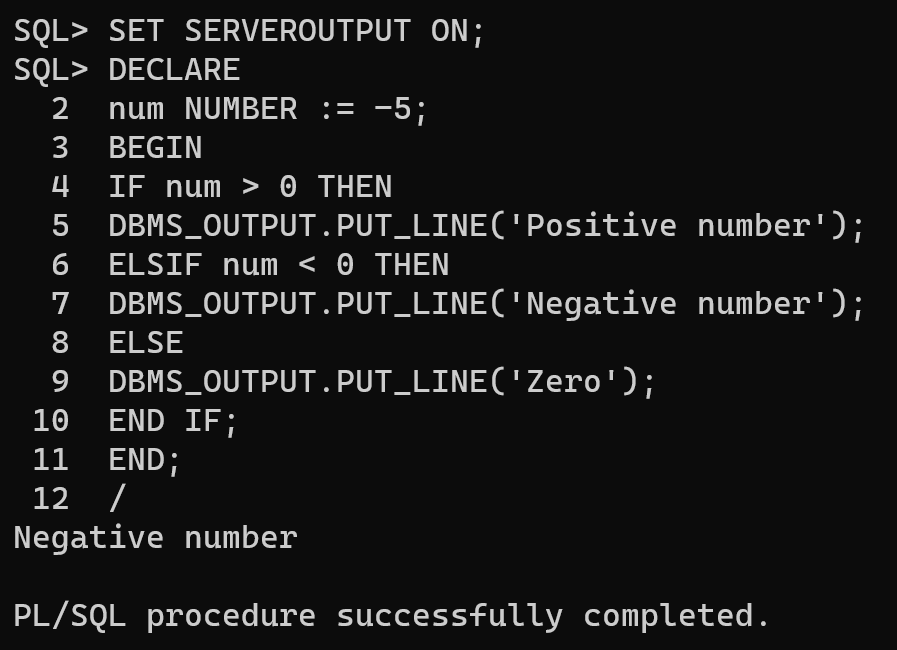 SQL> SET SERVEROUTPUT ON;
SQL> DECLARE
  2  num NUMBER := -5;
  3  BEGIN
  4  IF num > 0 THEN
  5  DBMS_OUTPUT.PUT_LINE('Positive number');
  6  ELSIF num < 0 THEN
  7  DBMS_OUTPUT.PUT_LINE('Negative number');
  8  ELSE
  9  DBMS_OUTPUT.PUT_LINE('Zero');
 10  END IF;
 11  END;
 12  /
Negative number

PL/SQL procedure successfully completed.